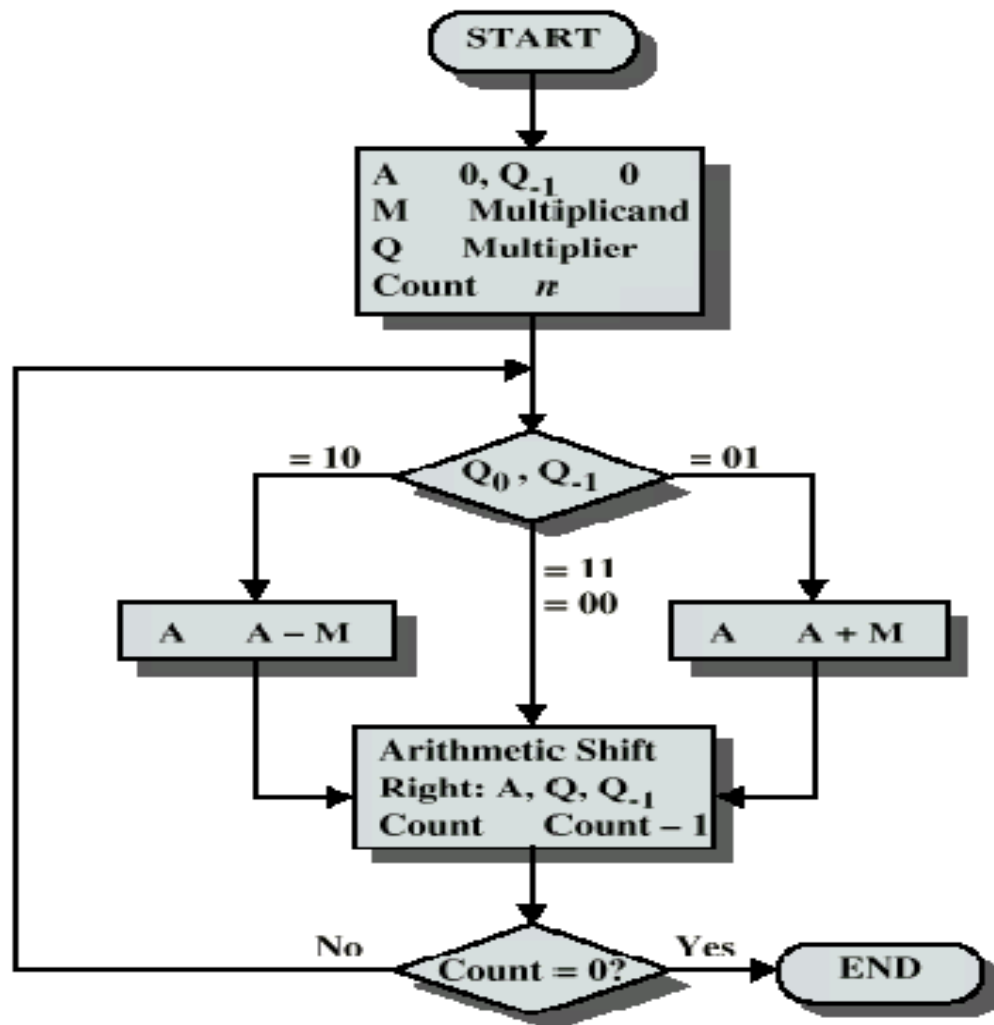 START
A 0, Q-1 0
M Multiplicand
Q Multiplier
Count n
= 10
Q0 , Q-1
= 01
= 11
= 00
A A – M
A A + M
Arithmetic Shift
Right: A, Q, Q-1
Count Count – 1
No
Count = 0?
Yes
END